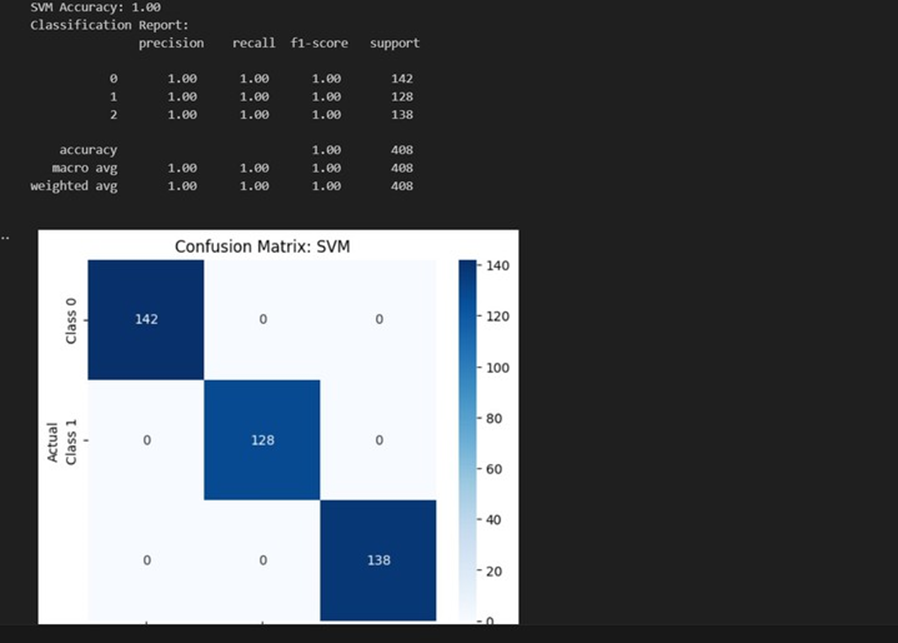 SVM Accuracy: 1.00
Classification Report:
precision recall f1-score support
0 1.00 1.00 1.00 142
1 1.00 1.00 1.00 128
2 1.00 1.00 1.00 138
accuracy 1.00 408
macro avg 1.00 1.00 1.00 408
weighted avg 1.00 1.00 1.00 408
..
Confusion Matrix: SVM
Actual
Class 0
142 0 0
Class 1
0 128 0
0 0 138
140
120
100
80
60
40
20
0